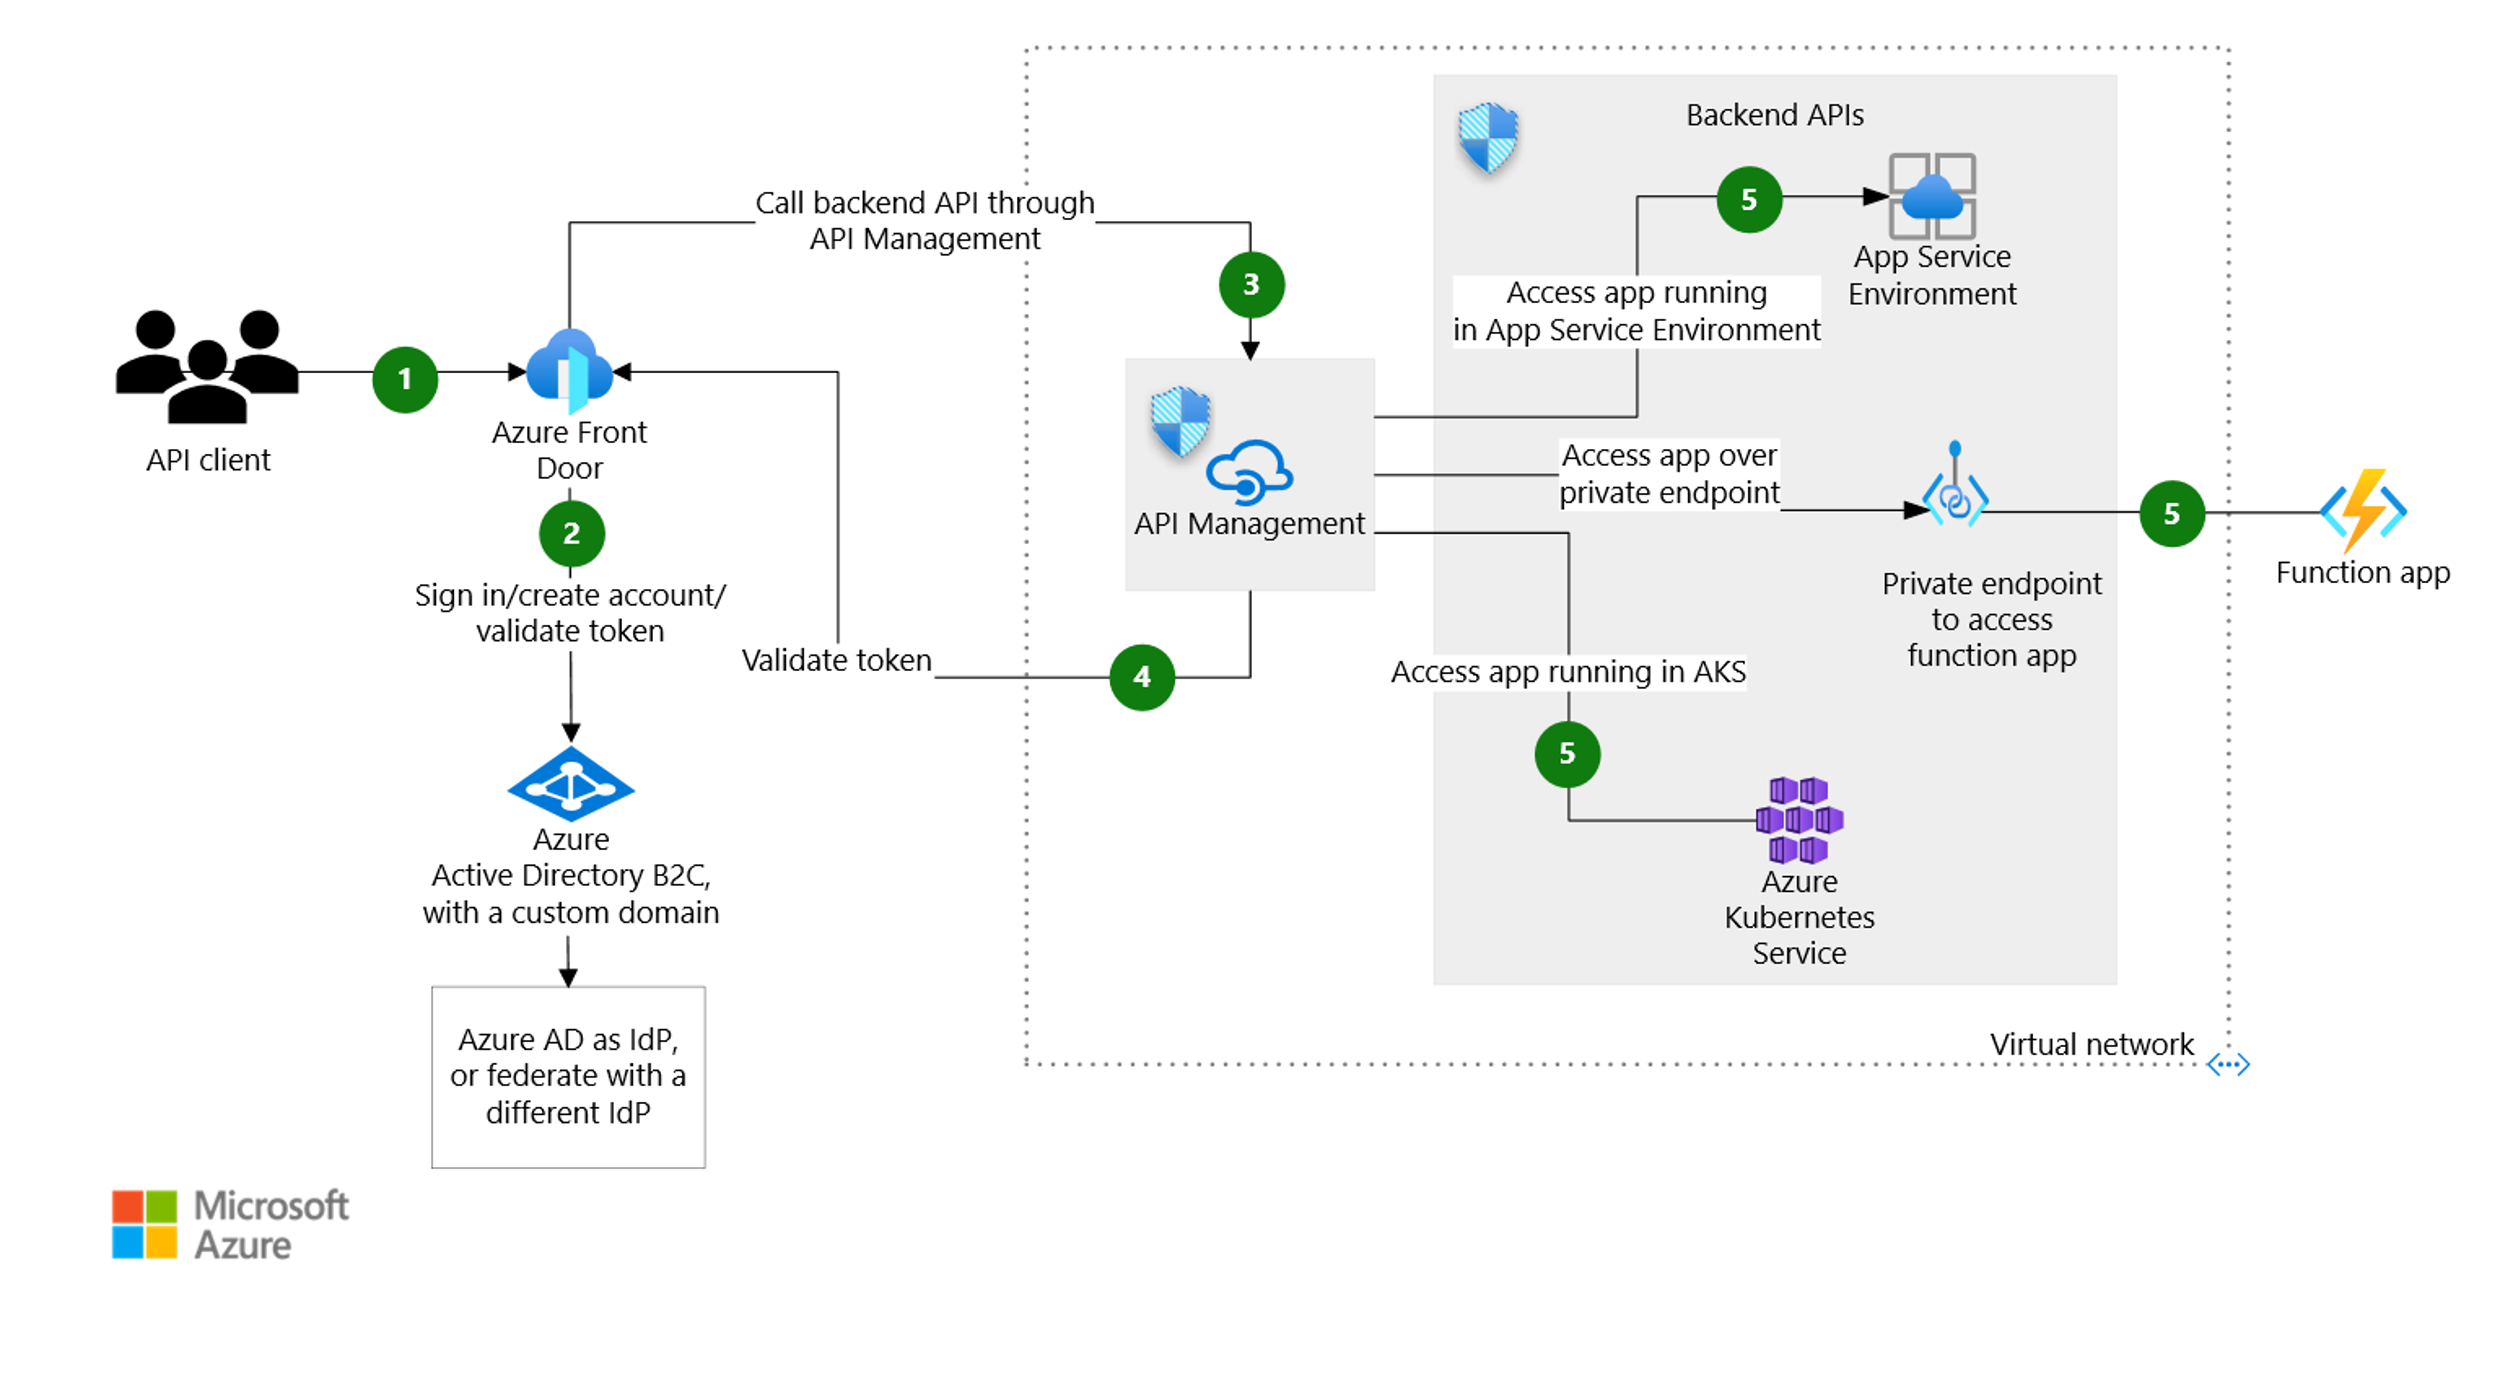 Backend APIs
Call backend API through
API Management
5
App Service
Environment
3
Access app running
in App Service Environment
1
API client
Azure Front
Door
2
Sign in/create account/
validate token
Validate token
4
API Management
Access app over
private endpoint
5
Private endpoint
to access
function app
Function app
Access app running in AKS
5
Azure
Kubernetes
Service
Azure
Active Directory B2C,
with a custom domain
Azure AD as IdP,
or federate with a
different IdP
Virtual network
Microsoft
Azure